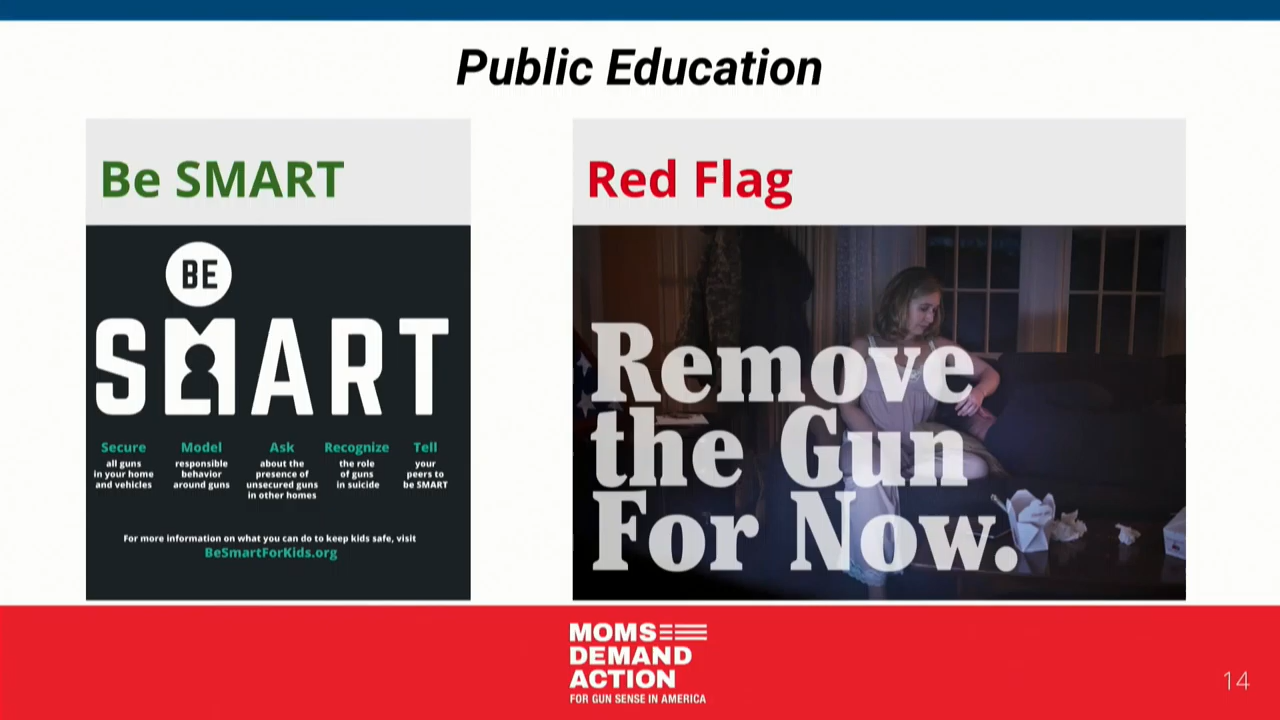 Public Education
Be SMART
BE
SMART
Secure
all guns
in your home
and vehicles
Model
responsible
behavior
around guns
Ask
about the
presence of
unsecured guns
in other homes
Recognize
the role
of guns
in suicide
Tell
your
peers to
be SMART
For more information on what you can do to keep kids safe, visit
BeSmartForKids.org
Red Flag
Remove
the Gun
For Now.
MOMS
DEMAND
ACTION
FOR GUN SENSE IN AMERICA
14